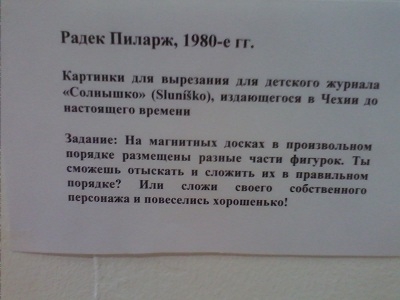 Радек Пиларж, 1980-е гг.
Картинки для вырезания для детского журнала
«Солнышко» (Sluníško), издающегося в Чехии до
настоящего времени
Задание: На магнитных досках в произвольном
порядке размещены разные части фигурок. Ты
сможешь отыскать и сложить их в правильном
порядке? Или сложи своего собственного
персонажа и повеселись хорошенько!